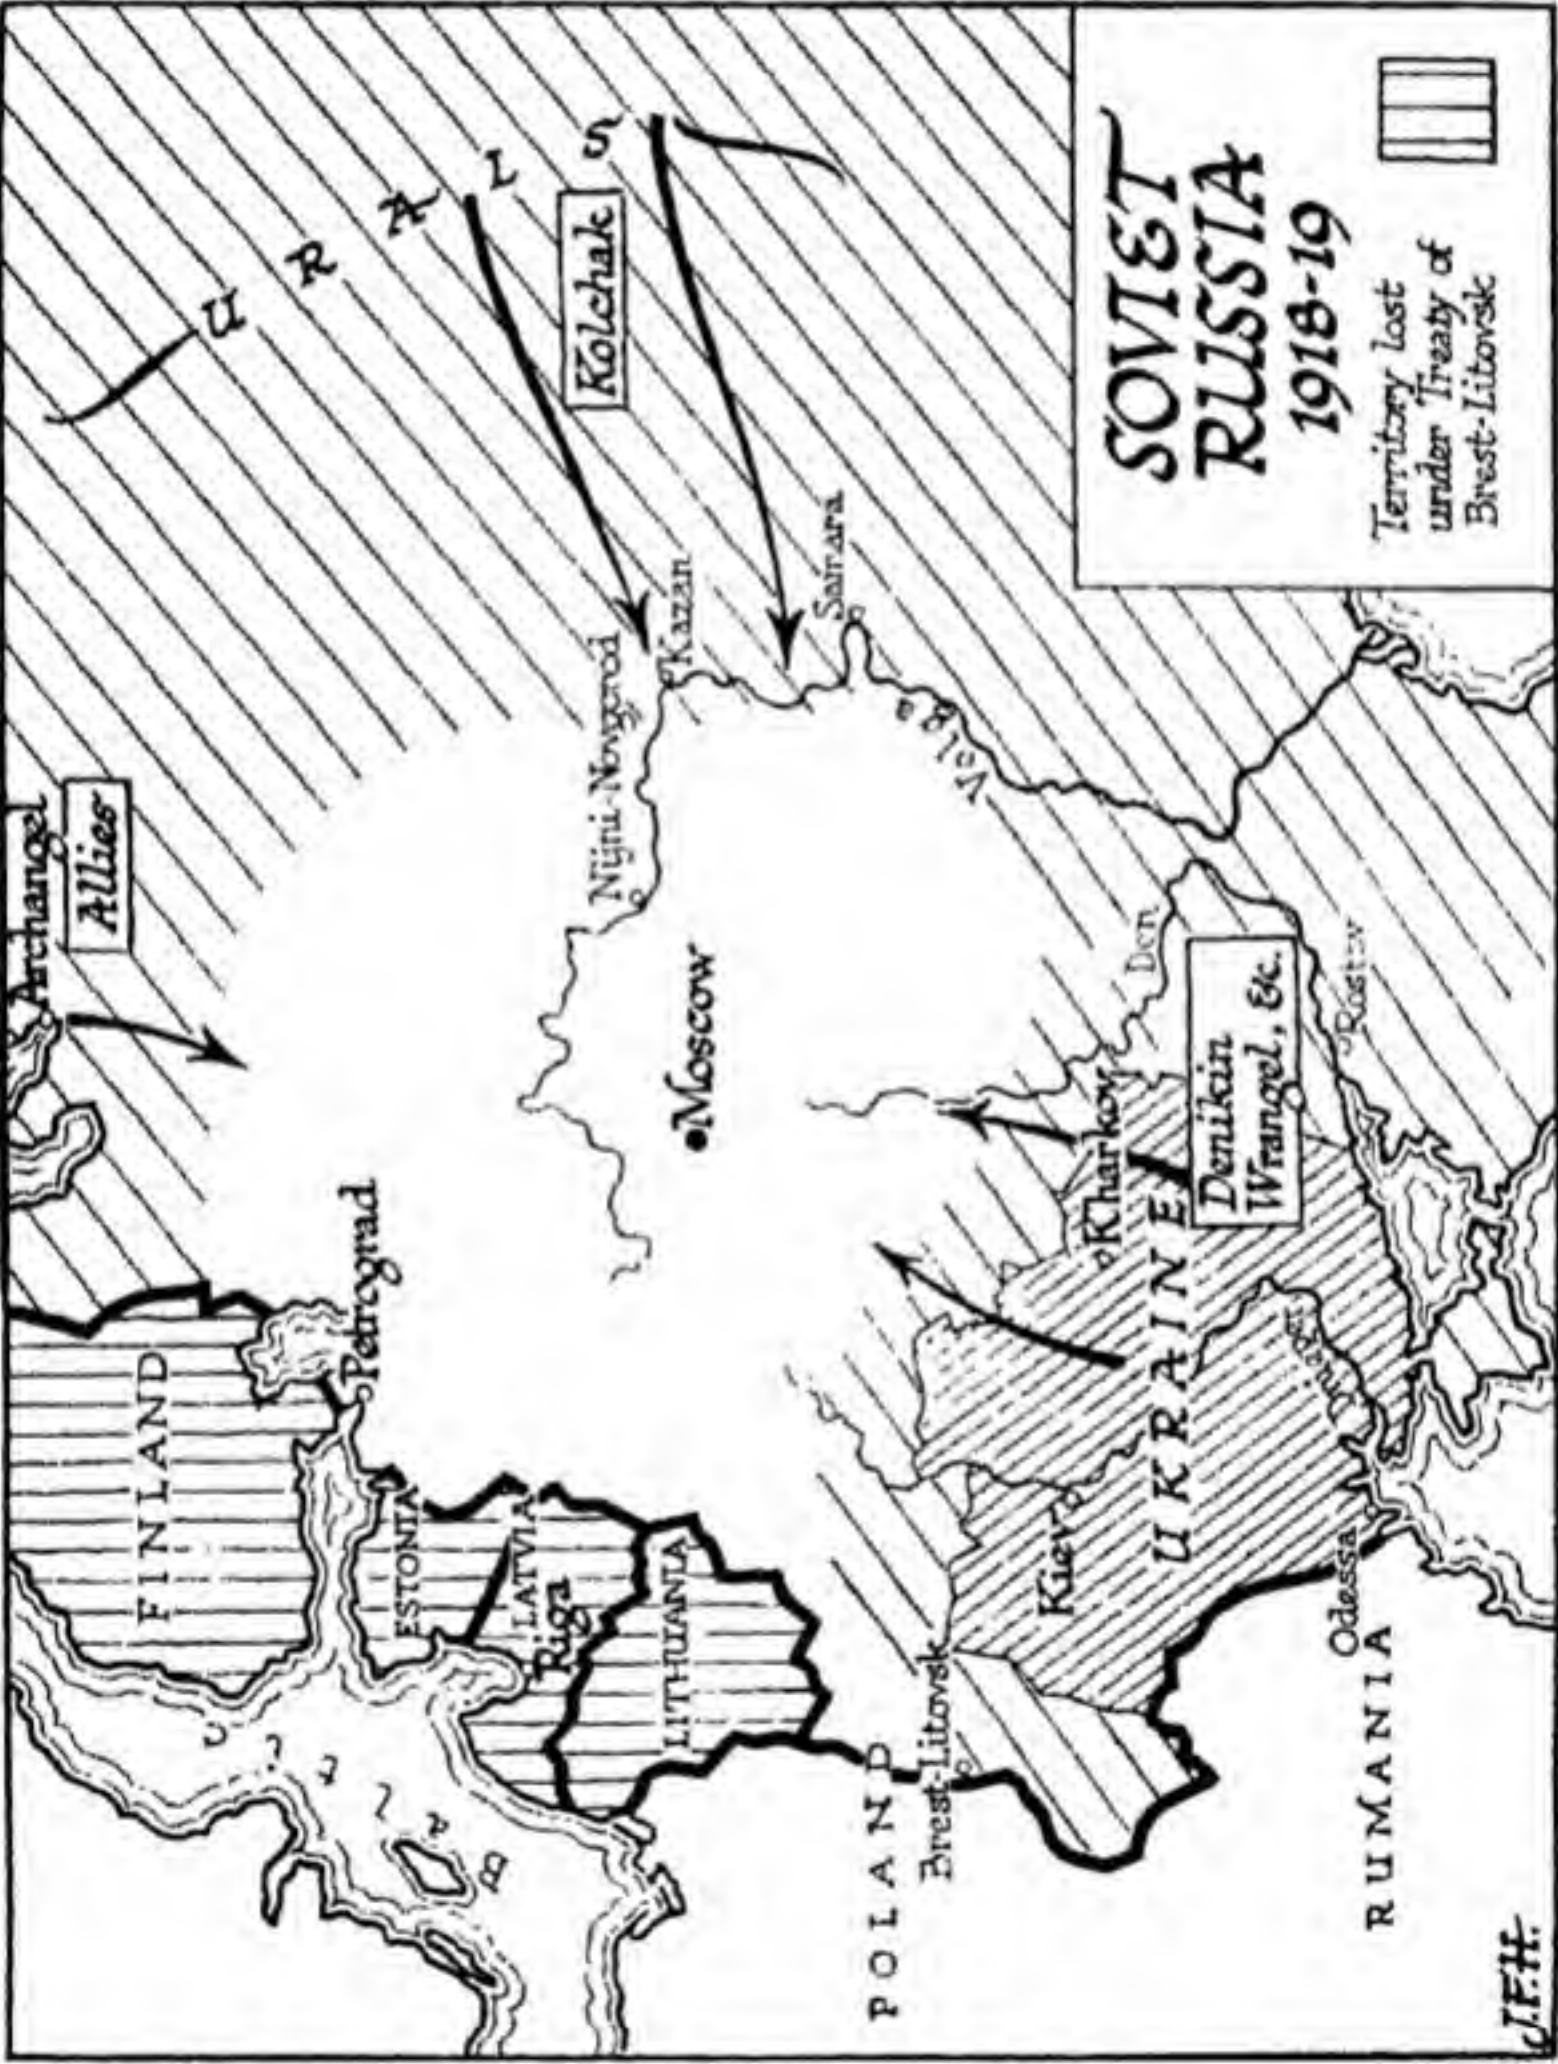 SOVIET
RUSSIA
1918-19
Territory lost
under Treaty of
Brest-Litovsk
Archangel
Allies
URALS
Kolchak
FINLAND
Petrograd
ESTONIA
LATVIA
Riga
LITHUANIA
BALTIC
Nijni-Novgorod
Kazan
Samara
Volga
Moscow
POLAND
Brest-Litovsk
Kiev
UKRAINE
Kharkov
Don
Denikin
Wrangel, &c.
Rostov
Dnieper
Odessa
RUMANIA
J.F.H.